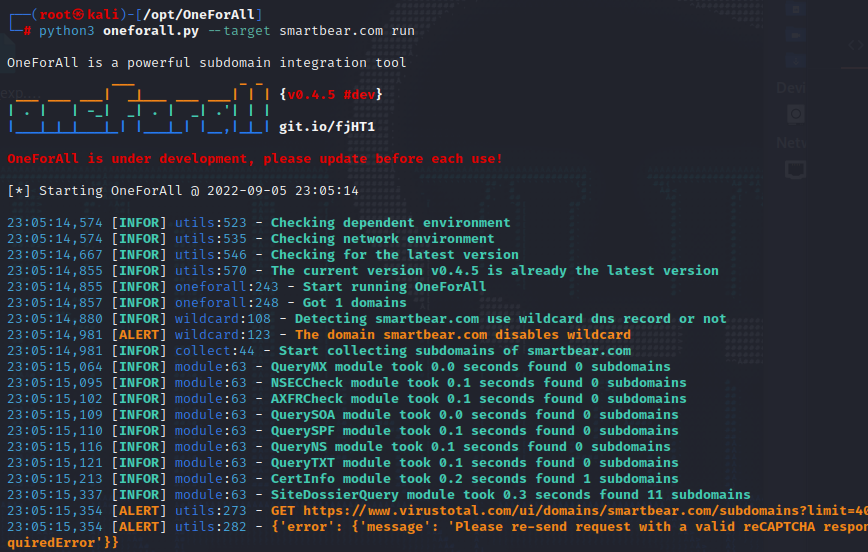 (root㉿kali)-[/opt/OneForAll]
# python3 oneforall.py --target smartbear.com run
OneForAll is a powerful subdomain integration tool
{v0.4.5 #dev}
git.io/fjHT1
OneForAll is under development, please update before each use!
[*] Starting OneForAll @ 2022-09-05 23:05:14
23:05:14,574 [INFOR] utils:523 - Checking dependent environment
23:05:14,574 [INFOR] utils:535 - Checking network environment
23:05:14,667 [INFOR] utils:546 - Checking for the latest version
23:05:14,855 [INFOR] utils:570 - The current version v0.4.5 is already the latest version
23:05:14,855 [INFOR] oneforall:243 - Start running OneForAll
23:05:14,857 [INFOR] oneforall:248 - Got 1 domains
23:05:14,880 [INFOR] wildcard:108 - Detecting smartbear.com use wildcard dns record or not
23:05:14,981 [ALERT] wildcard:123 - The domain smartbear.com disables wildcard
23:05:14,981 [INFOR] collect:44 - Start collecting subdomains of smartbear.com
23:05:15,064 [INFOR] module:63 - QueryMX module took 0.0 seconds found 0 subdomains
23:05:15,095 [INFOR] module:63 - NSECCheck module took 0.1 seconds found 0 subdomains
23:05:15,102 [INFOR] module:63 - AXFRCheck module took 0.1 seconds found 0 subdomains
23:05:15,109 [INFOR] module:63 - QuerySOA module took 0.0 seconds found 0 subdomains
23:05:15,110 [INFOR] module:63 - QuerySPF module took 0.1 seconds found 0 subdomains
23:05:15,116 [INFOR] module:63 - QueryNS module took 0.1 seconds found 0 subdomains
23:05:15,121 [INFOR] module:63 - QueryTXT module took 0.1 seconds found 0 subdomains
23:05:15,213 [INFOR] module:63 - CertInfo module took 0.2 seconds found 1 subdomains
23:05:15,337 [INFOR] module:63 - SiteDossierQuery module took 0.3 seconds found 11 subdomains
23:05:15,354 [ALERT] utils:273 - GET https://www.virustotal.com/ui/domains/smartbear.com/subdomains?limit=40
23:05:15,354 [ALERT] utils:282 - {'error': {'message': 'Please re-send request with a valid reCAPTCHA respon
quiredError'}}